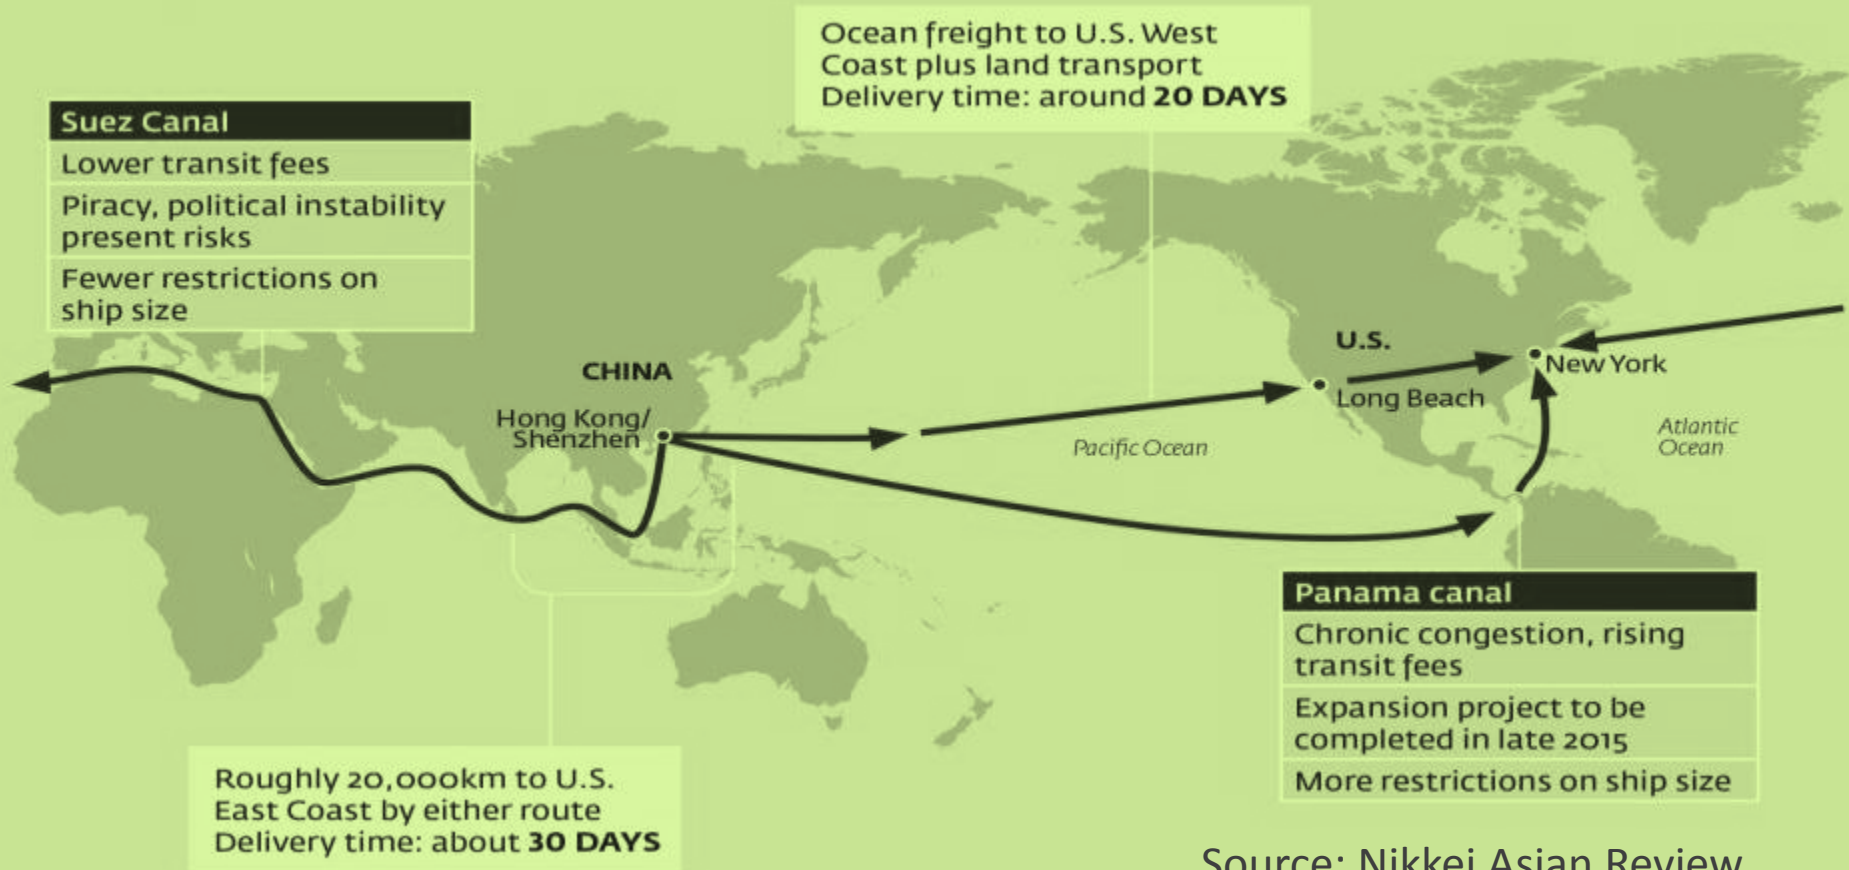 Ocean freight to U.S. West
Coast plus land transport
Delivery time: around 20 DAYS
Suez Canal
Lower transit fees
Piracy, political instability
present risks
Fewer restrictions on
ship size
CHINA
Hong Kong/
Shenzhen
U.S.
New York
Long Beach
Pacific Ocean
Atlantic
Ocean
Panama canal
Chronic congestion, rising
transit fees
Expansion project to be
completed in late 2015
More restrictions on ship size
Roughly 20,000km to U.S.
East Coast by either route
Delivery time: about 30 DAYS
Source: Nikkei Asian Review